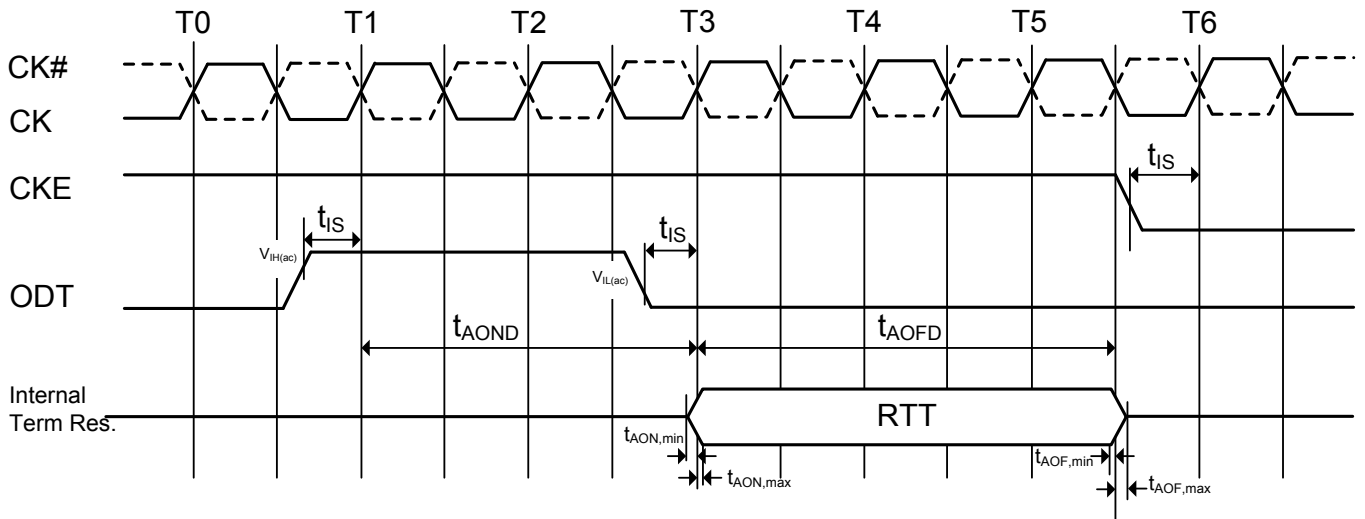 T0 T1 T2 T3 T4 T5 T6
CK#
CK
CKE
tIS
tIS
tIS
VIH(ac)
VIL(ac)
ODT
tAOND
tAOFD
Internal
Term Res.
RTT
tAON,min
tAOF,min
tAON,max
tAOF,max